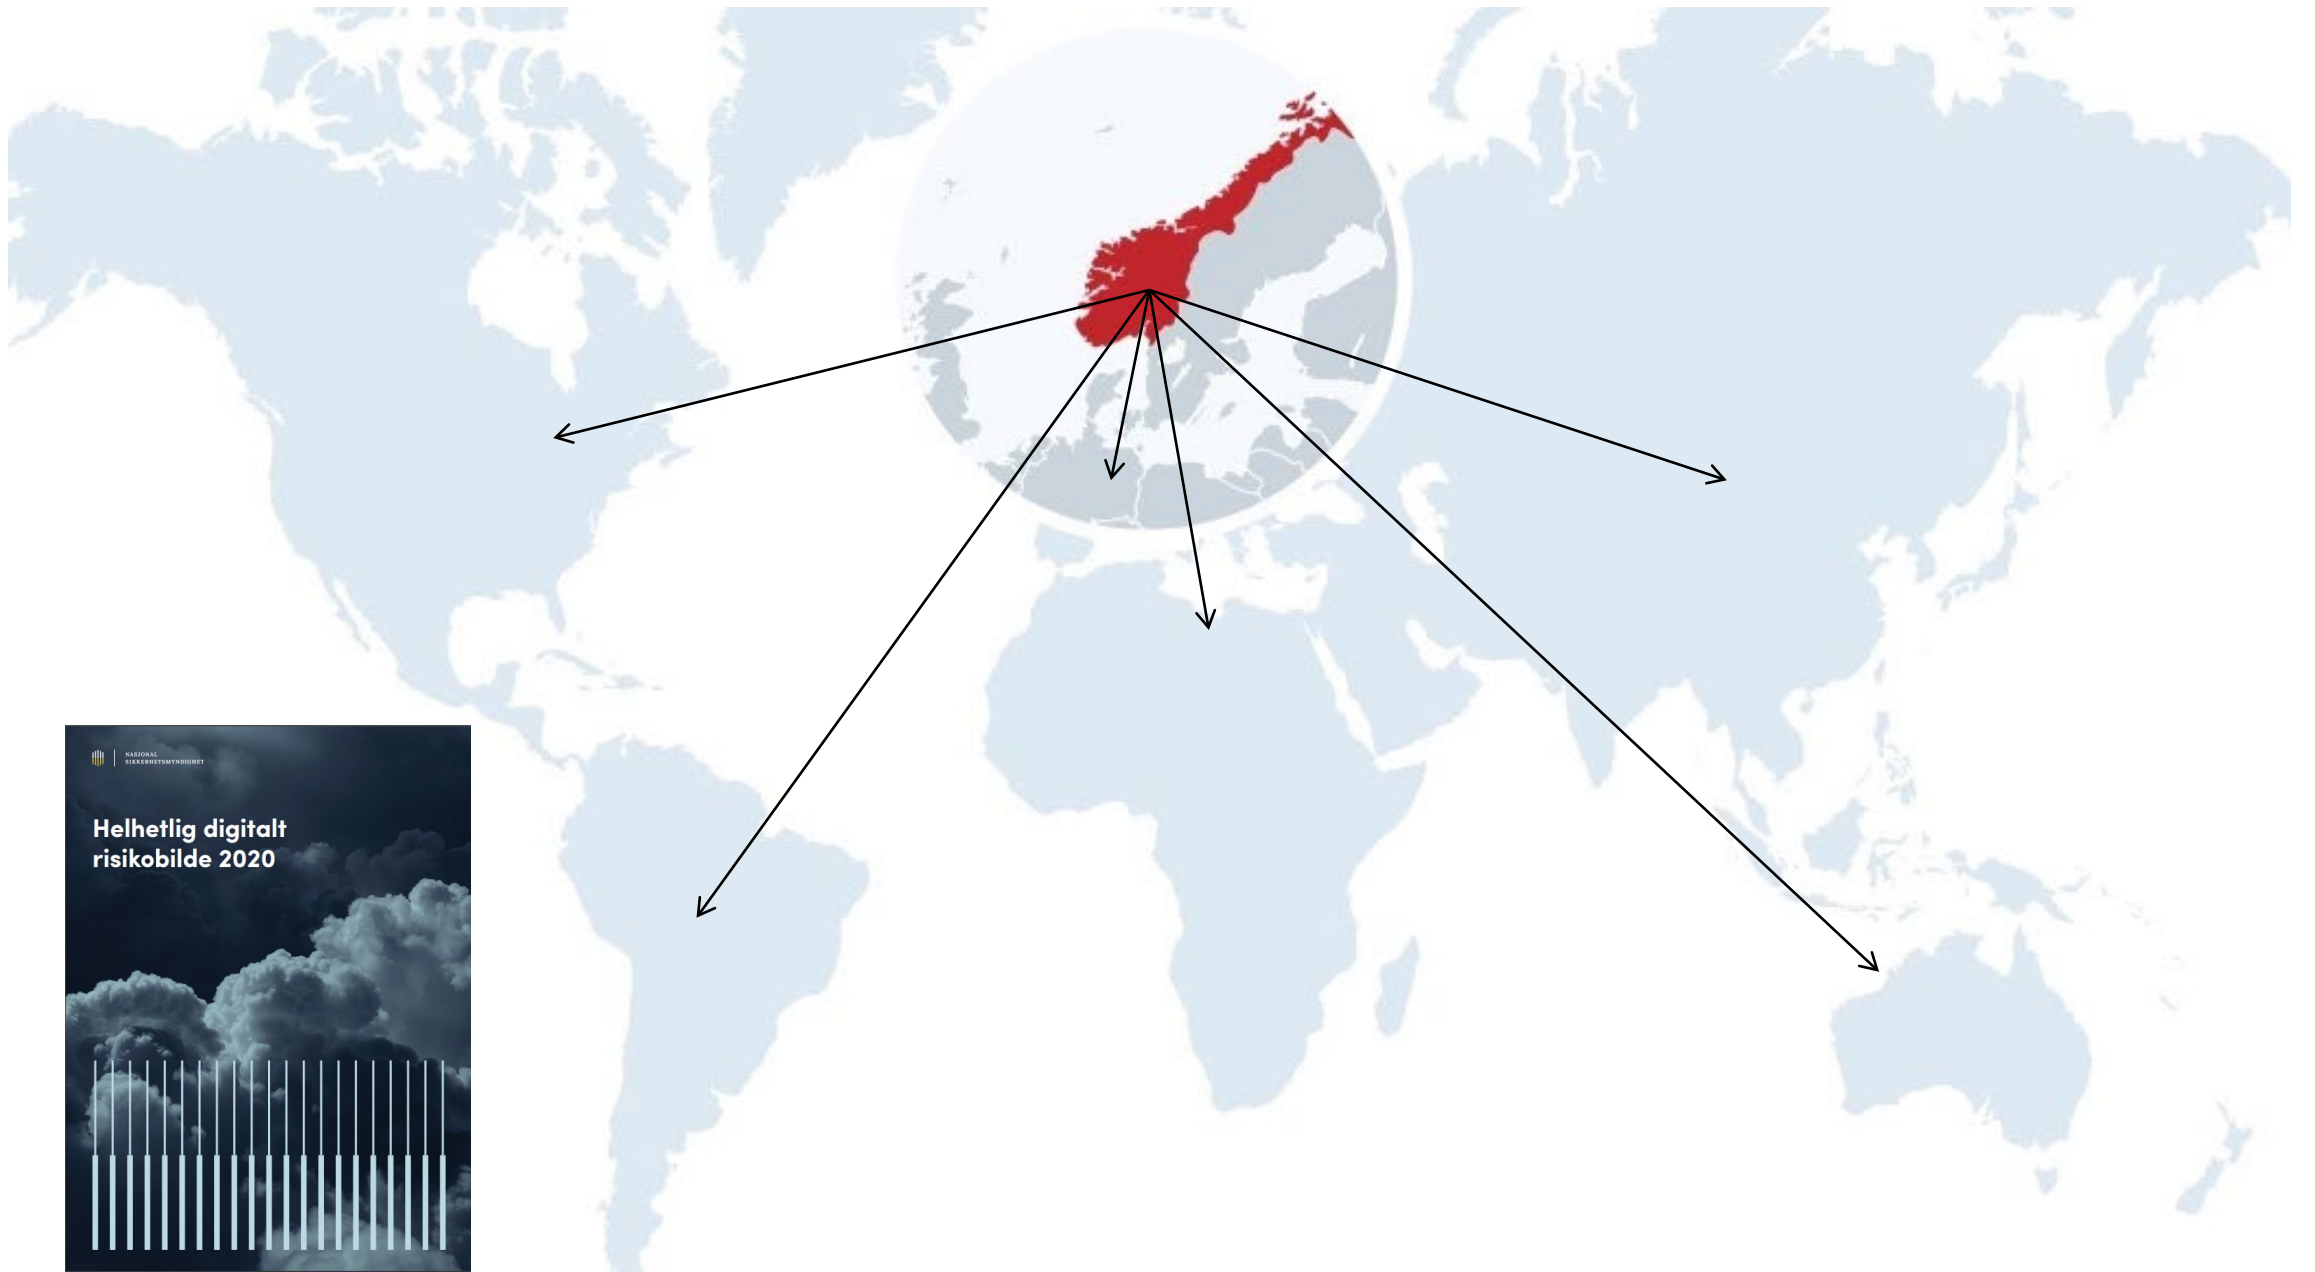 NASJONAL
SIKKERHETSMYNDIGHET
Helhetlig digitalt
risikobilde 2020